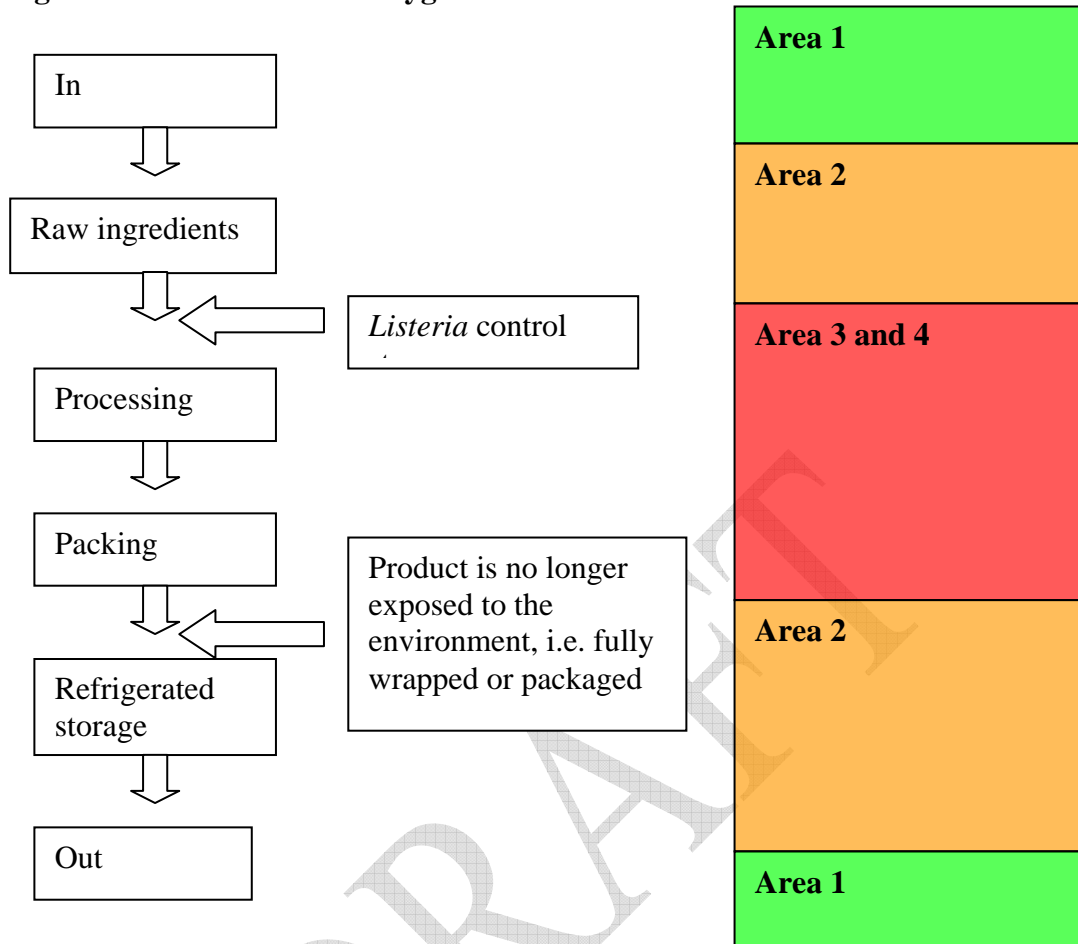 Area 1
In
Area 2
Raw ingredients
Listeria control
Area 3 and 4
Processing
Packing
Product is no longer
exposed to the
environment, i.e. fully
wrapped or packaged
Area 2
Refrigerated
storage
Out
Area 1
DRAFT